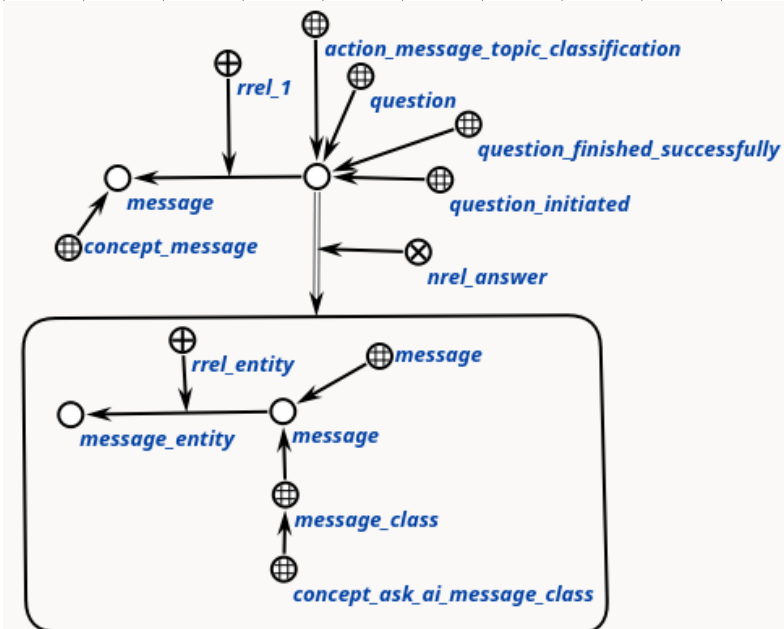 action_message_topic_classification
rrel_1
question
question_finished_successfully
message
question_initiated
concept_message
nrel_answer
rrel_entity
message
message_entity
message
message_class
concept_ask_ai_message_class